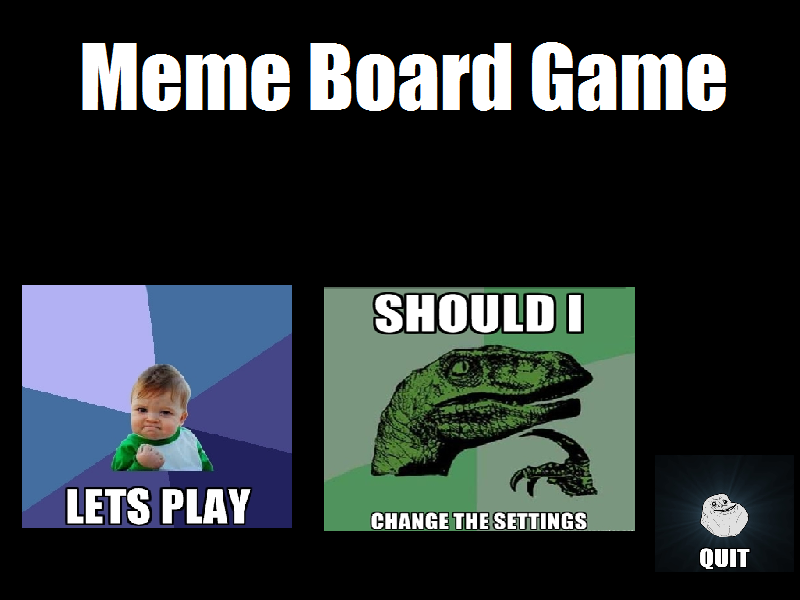 Meme Board Game
LETS PLAY
SHOULD I
CHANGE THE SETTINGS
QUIT